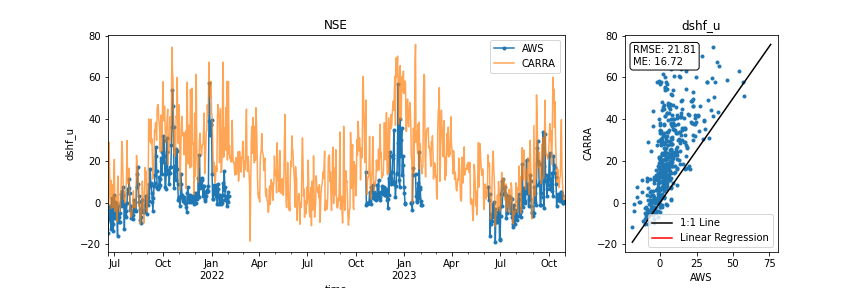 NSE
dshf_u
80
60
40
20
0
−20
dshf_u
AWS
CARRA
Jul
Oct
Jan
2022
Apr
Jul
Oct
Jan
2023
Apr
Jul
Oct
time
80
60
40
20
0
−20
CARRA
RMSE: 21.81
ME: 16.72
1:1 Line
Linear Regression
0
25
50
75
AWS